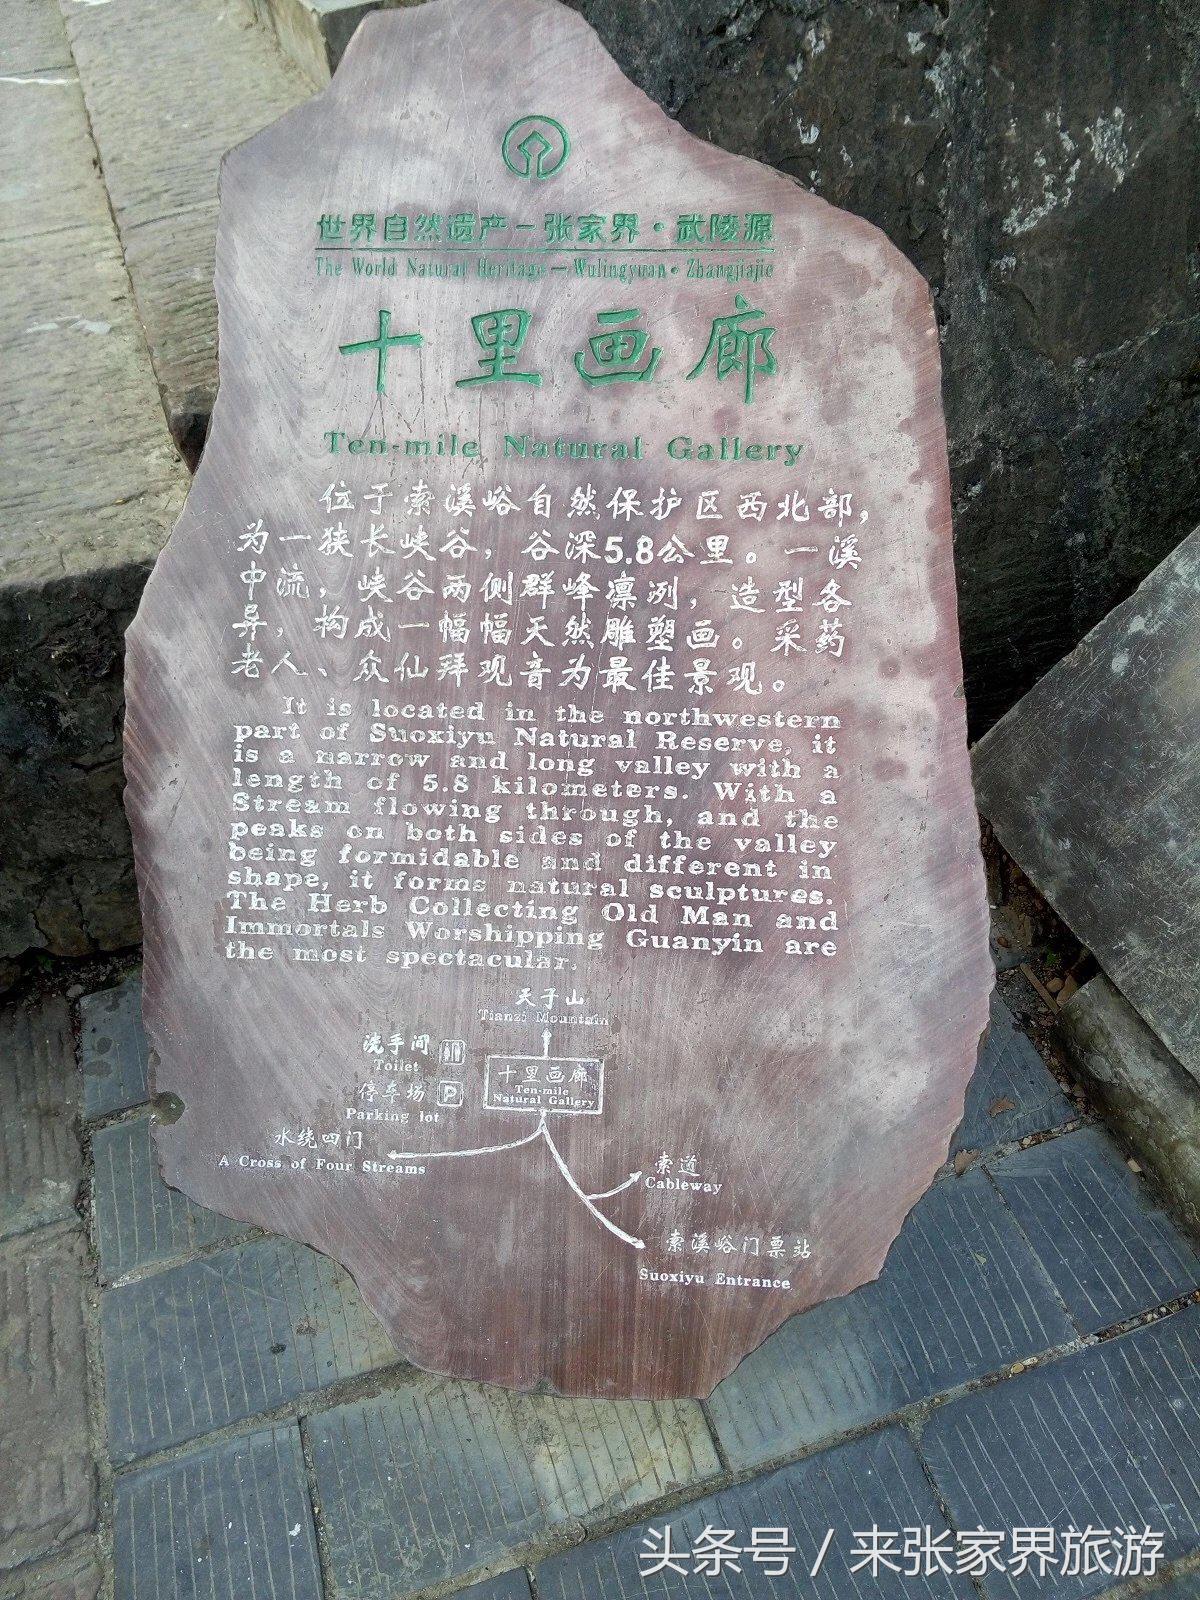 世界自然遗产－张家界·武陵源
The World Natural Heritage—Wulingyuan·Zhangjiajie
十里画廊
Ten-mile Natural Gallery
位于索溪峪自然保护区西北部，
为一狭长峡谷，谷深5.8公里。一溪
中流，峡谷两侧群峰凛冽，造型各
异，构成一幅幅天然雕塑画。采药
老人、众仙拜观音为最佳景观。
It is located in the northwestern
part of Suoxiyu Natural Reserve, it
is a narrow and long valley with a
length of 5.8 kilometers. With a
Stream flowing through, and the
peaks on both sides of the valley
being formidable and different in
shape, it forms natural sculptures.
The Herb Collecting Old Man and
Immortals Worshipping Guanyin are
the most spectacular.
天子山
Tianzi Mountain
洗手间
Toilet
停车场 P
Parking lot
十里画廊
Ten-mile
Natural Gallery
水绕四门
A Cross of Four Streams
索道
Cableway
索溪峪门票站
Suoxiyu Entrance
头条号 / 来张家界旅游